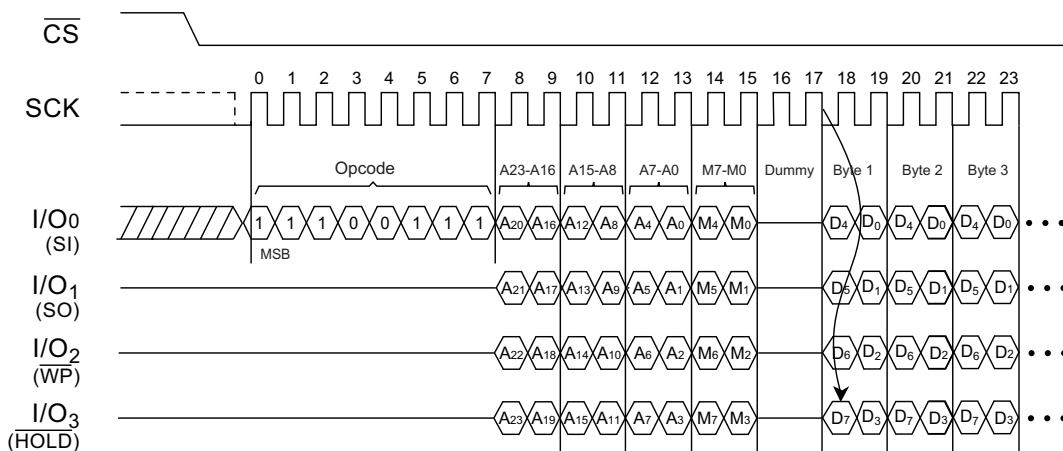 CS
0 1 2 3 4 5 6 7 8 9 10 11 12 13 14 15 16 17 18 19 20 21 22 23
SCK
Opcode A23-A16 A15-A8 A7-A0 M7-M0 Dummy Byte 1 Byte 2 Byte 3
I/O0 1 1 1 0 0 1 1 1 A20 A16 A12 A8 A4 A0 M4 M0 D4 D0 D4 D0 D4 D0
(SI)
MSB
I/O1 A21 A17 A13 A9 A5 A1 M5 M1 D5 D1 D5 D1 D5 D1
(SO)
I/O2 A22 A18 A14 A10 A6 A2 M6 M2 D6 D2 D6 D2 D6 D2
(WP)
I/O3 A23 A19 A15 A11 A7 A3 M7 M3 D7 D3 D7 D3 D7 D3
(HOLD)